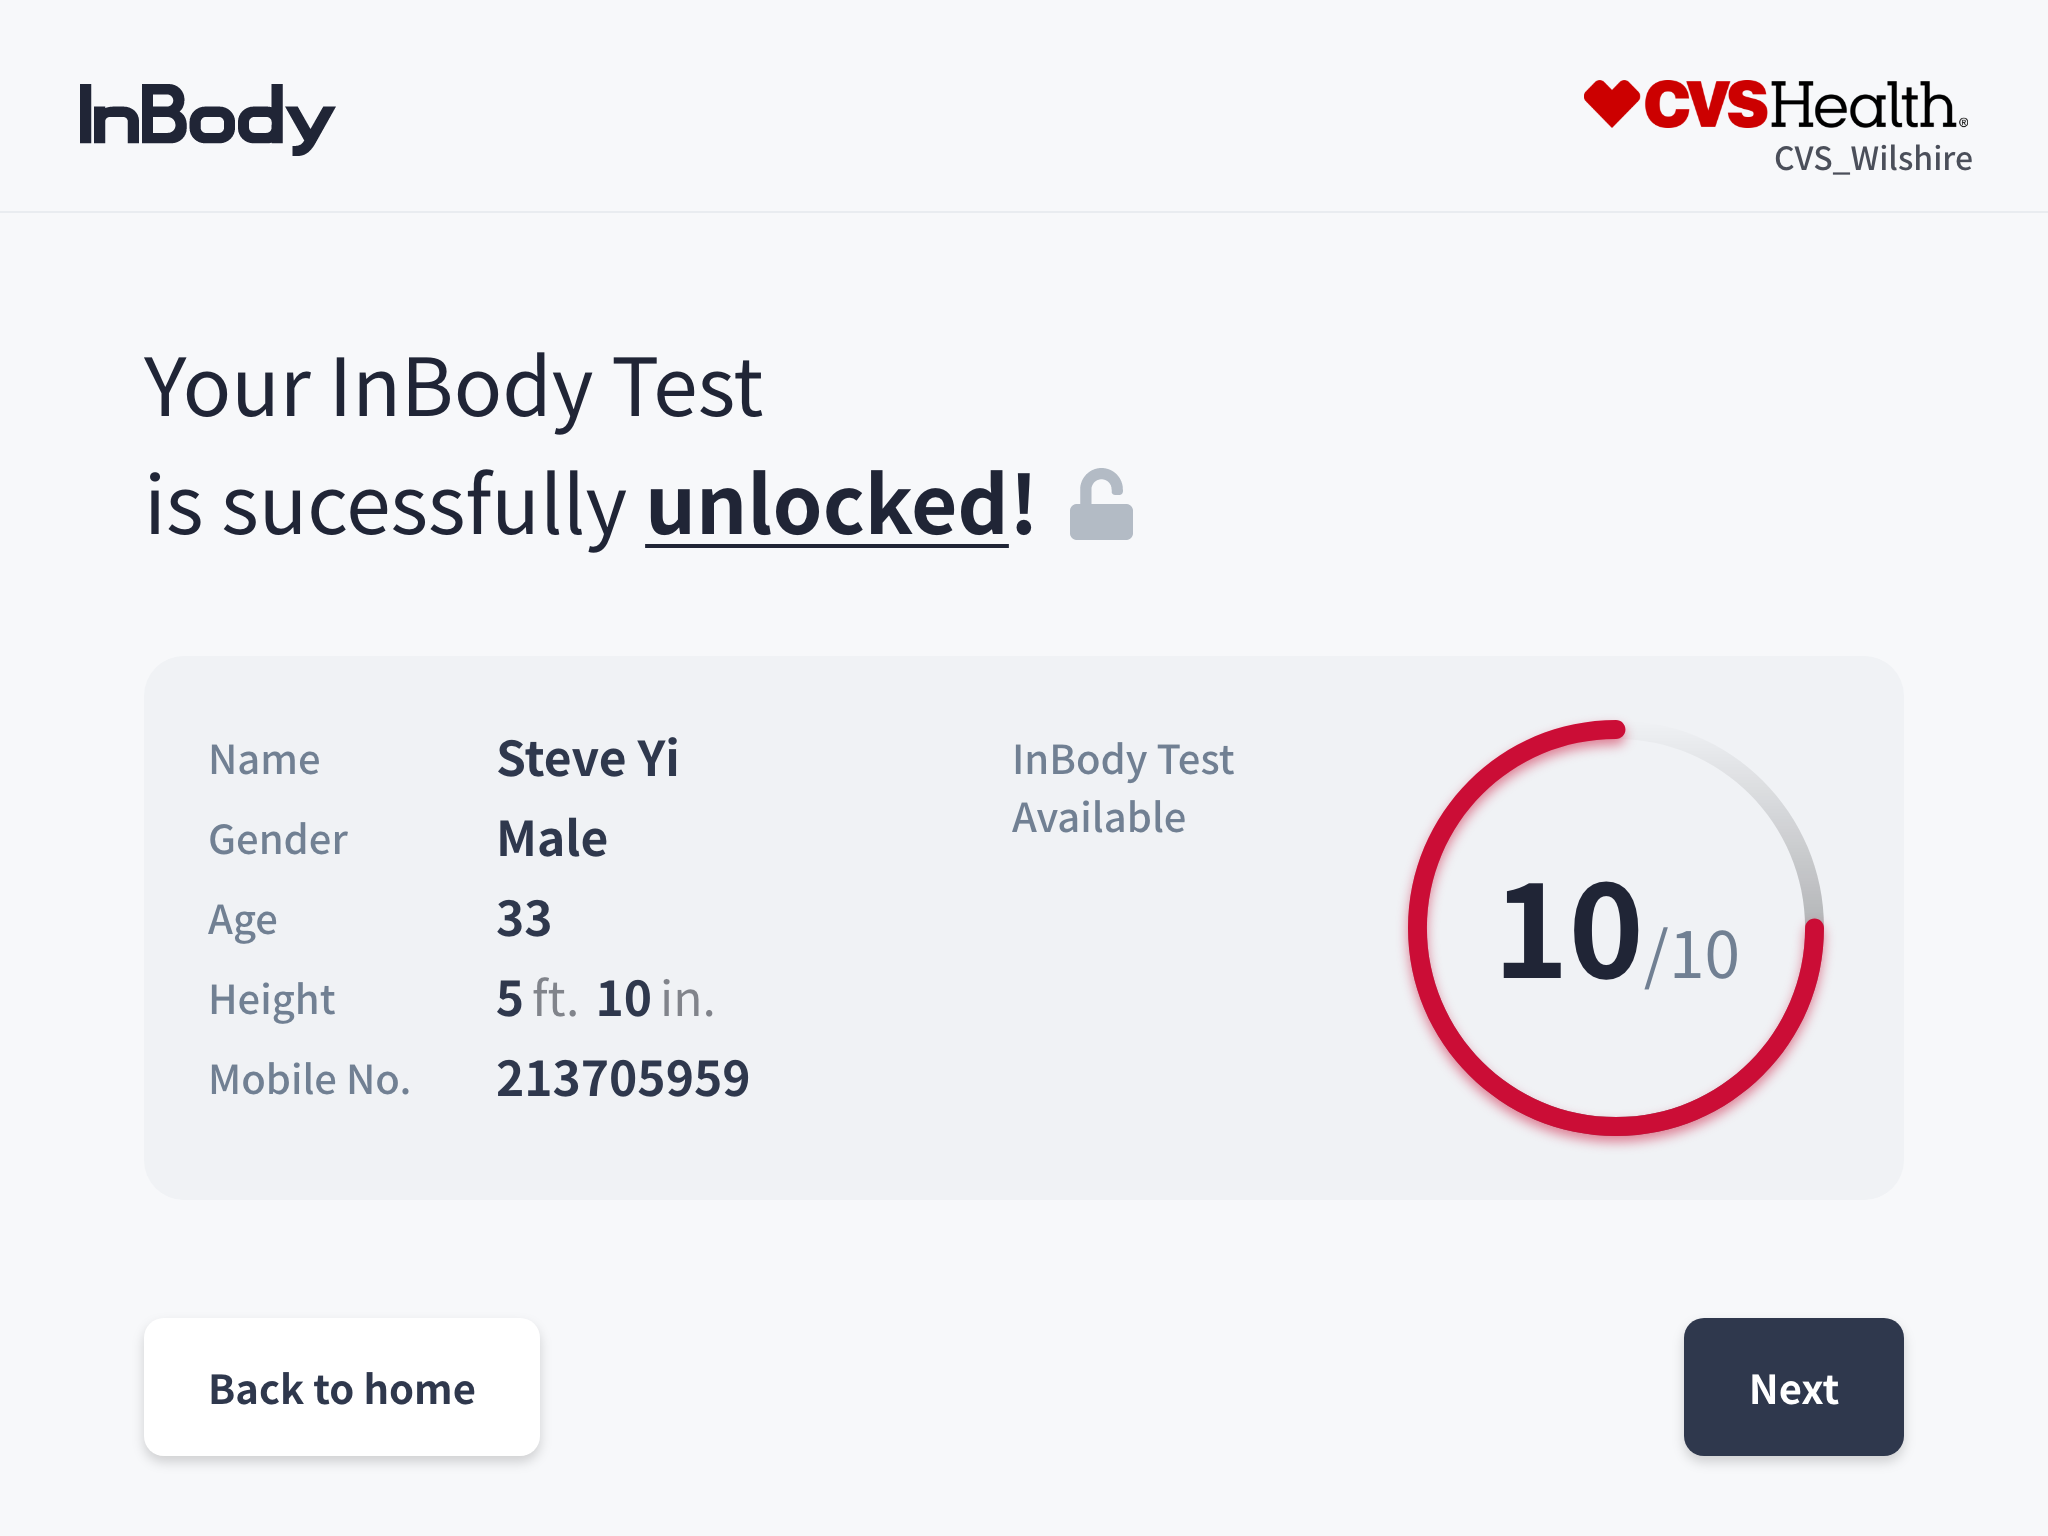 InBody
CVSHealth®
CVS_Wilshire
Your InBody Test
is sucessfully unlocked!
Name Steve Yi
Gender Male
Age 33
Height 5 ft. 10 in.
Mobile No. 213705959
InBody Test
Available
10/10
Back to home
Next